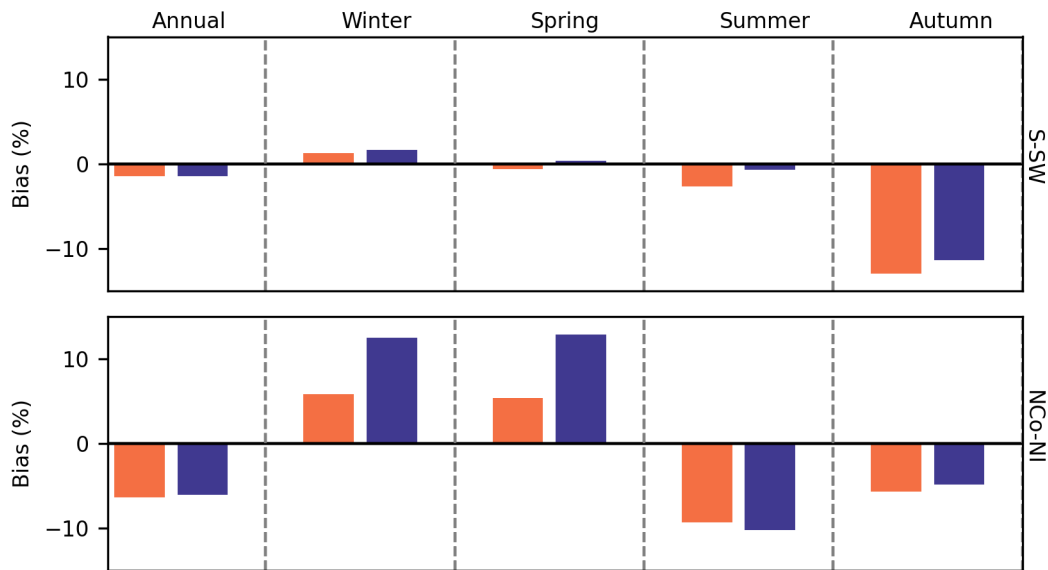 Annual Winter Spring Summer Autumn
10
0
−10
Bias (%)
S-SW
10
0
−10
Bias (%)
NCo-NI